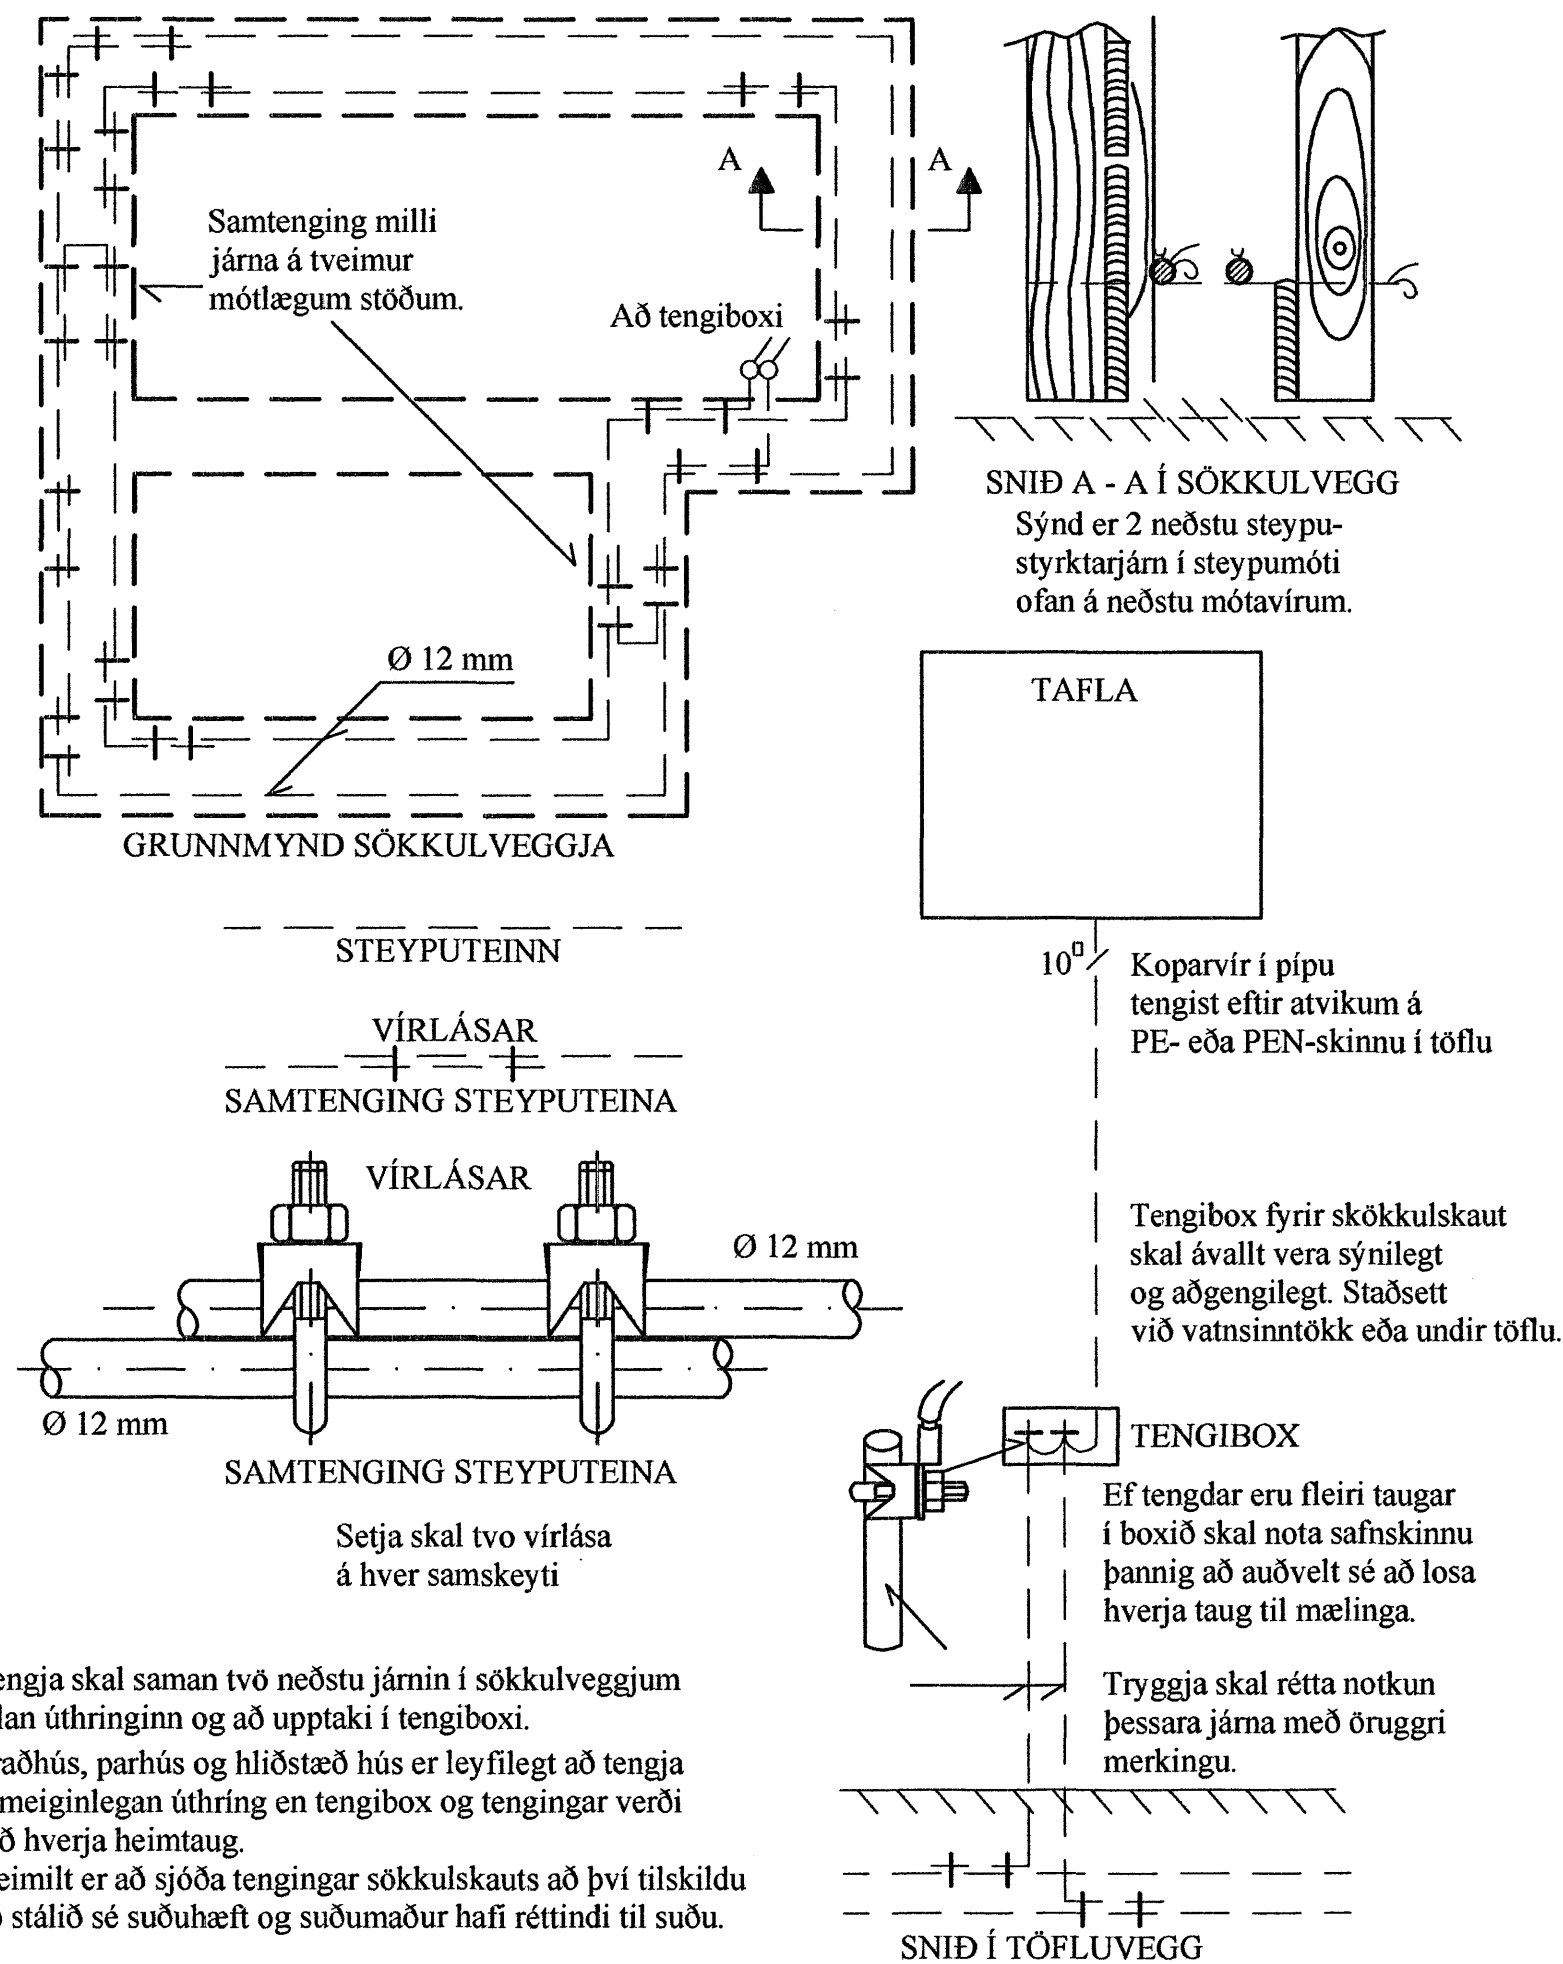 A
A
Samtenging milli
járna á tveimur
mótlægum stöðum.
Að tengiboxi
Ø 12 mm
GRUNNMYND SÖKKULVEGGJA
SNIÐ A - A Í SÖKKULVEGG
Sýnd er 2 neðstu steypu-
styrktarjárn í steypumóti
ofan á neðstu mótavírum.
TAFLA
10
Koparvír í pípu
tengist eftir atvikum á
PE- eða PEN-skinnu í töflu
STEYPUTEINN
VÍRLÁSAR
SAMTENGING STEYPUTEINA
VÍRLÁSAR
Ø 12 mm
Ø 12 mm
SAMTENGING STEYPUTEINA
Setja skal tvo vírlása
á hver samskeyti
Tengibox fyrir skökkulskaut
skal ávallt vera sýnilegt
og aðgengilegt. Staðsett
við vatnsinntökk eða undir töflu.
TENGIBOX
Ef tengdar eru fleiri taugar
í boxið skal nota safnskinnu
þannig að auðvelt sé að losa
hverja taug til mælinga.
Tryggja skal rétta notkun
þessara járna með öruggri
merkingu.
SNIÐ Í TÖFLUVEGG
engja skal saman tvö neðstu járnin í sökkulveggjum
lan úthringinn og að upptaki í tengiboxi.
aðhús, parhús og hliðstæð hús er leyfilegt að tengja
meiginlegan úthríng en tengibox og tengingar verði
ð hverja heimtaug.
eimilt er að sjóða tengingar sökkulskauts að því tilskildu
stálið sé suðuhæft og suðumaður hafi réttindi til suðu.